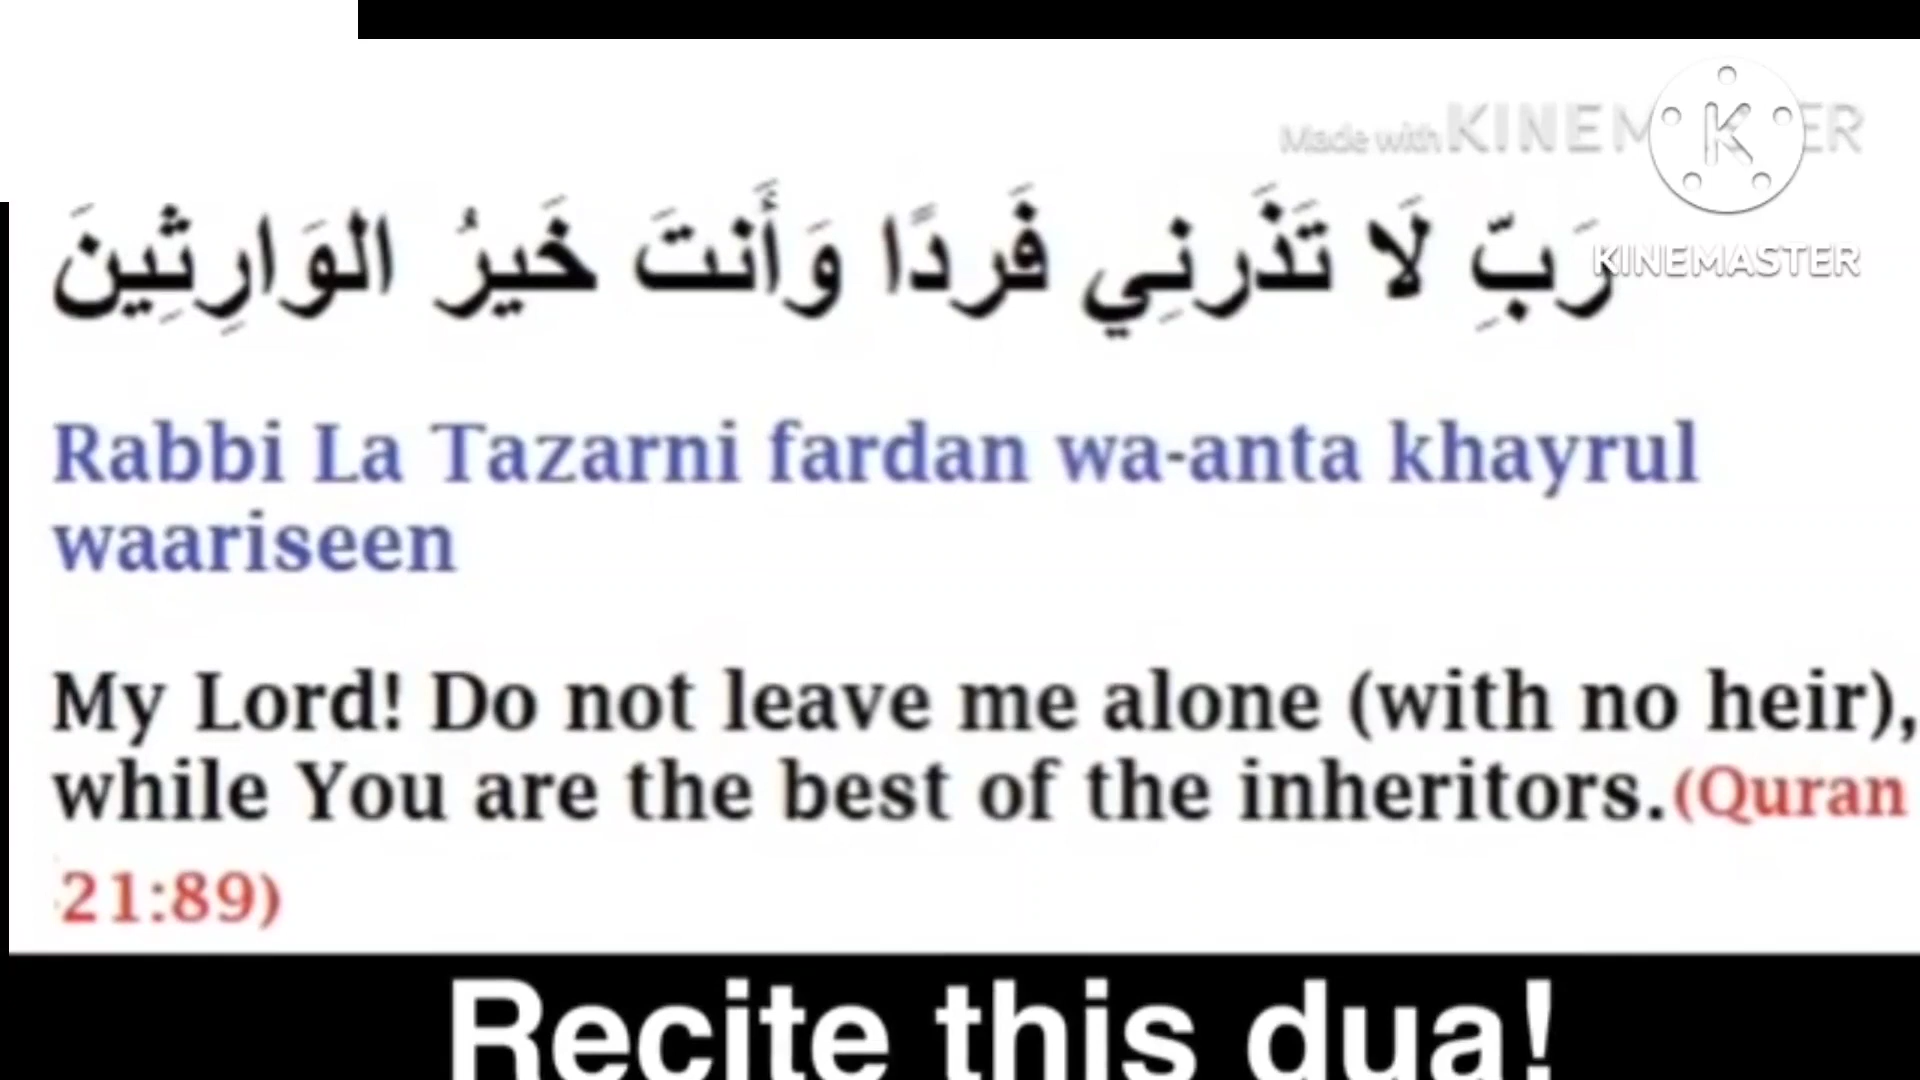 Made with KINEMASTER
KINEMASTER
رَبِّ لَا تَذَرنِي فَردًا وَأَنتَ خَيرُ الوَارِثِينَ
Rabbi La Tazarni fardan wa-anta khayrul
waariseen
My Lord! Do not leave me alone (with no heir),
while You are the best of the inheritors.(Quran
21:89)
Recite this dua!